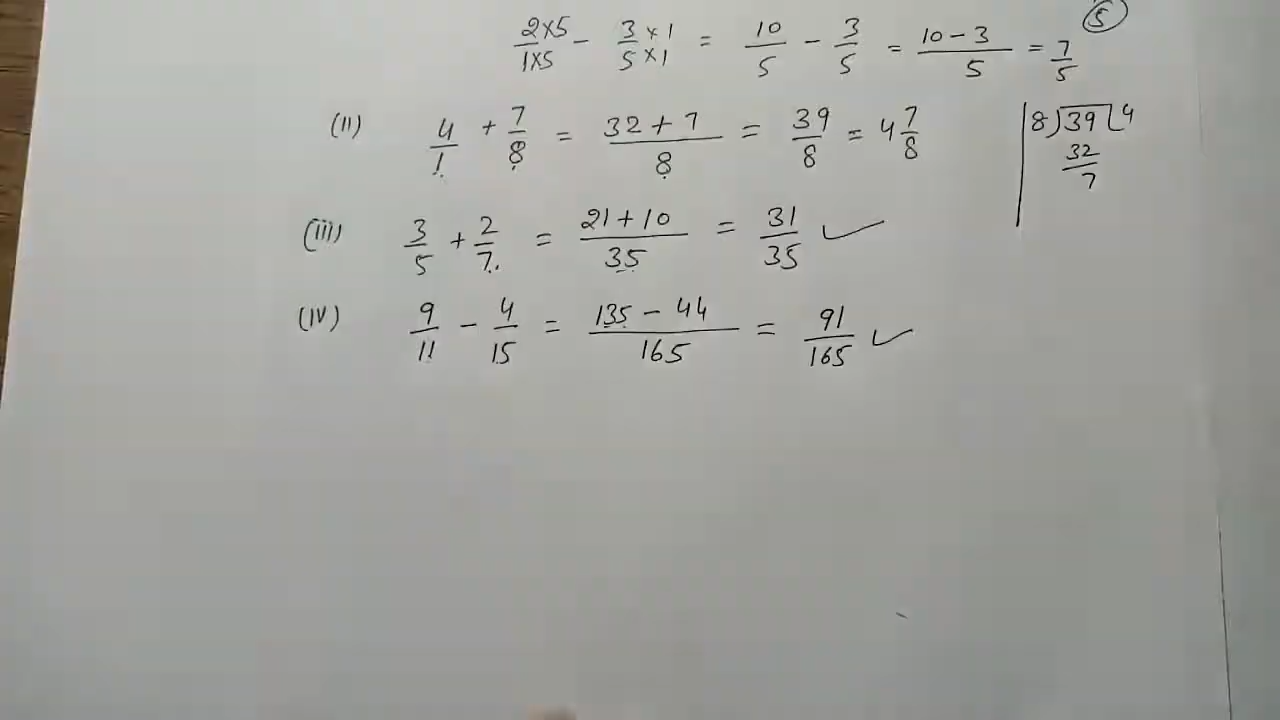 5
2×5/1×5 - 3×1/5×1 = 10/5 - 3/5 = 10-3/5 = 7/5
(ii) 4/1 + 7/8 = 32+7/8 = 39/8 = 4 7/8
8)39(4
32
7
(iii) 3/5 + 2/7 = 21+10/35 = 31/35 ✓
(iv) 9/11 - 4/15 = 135-44/165 = 91/165 ✓